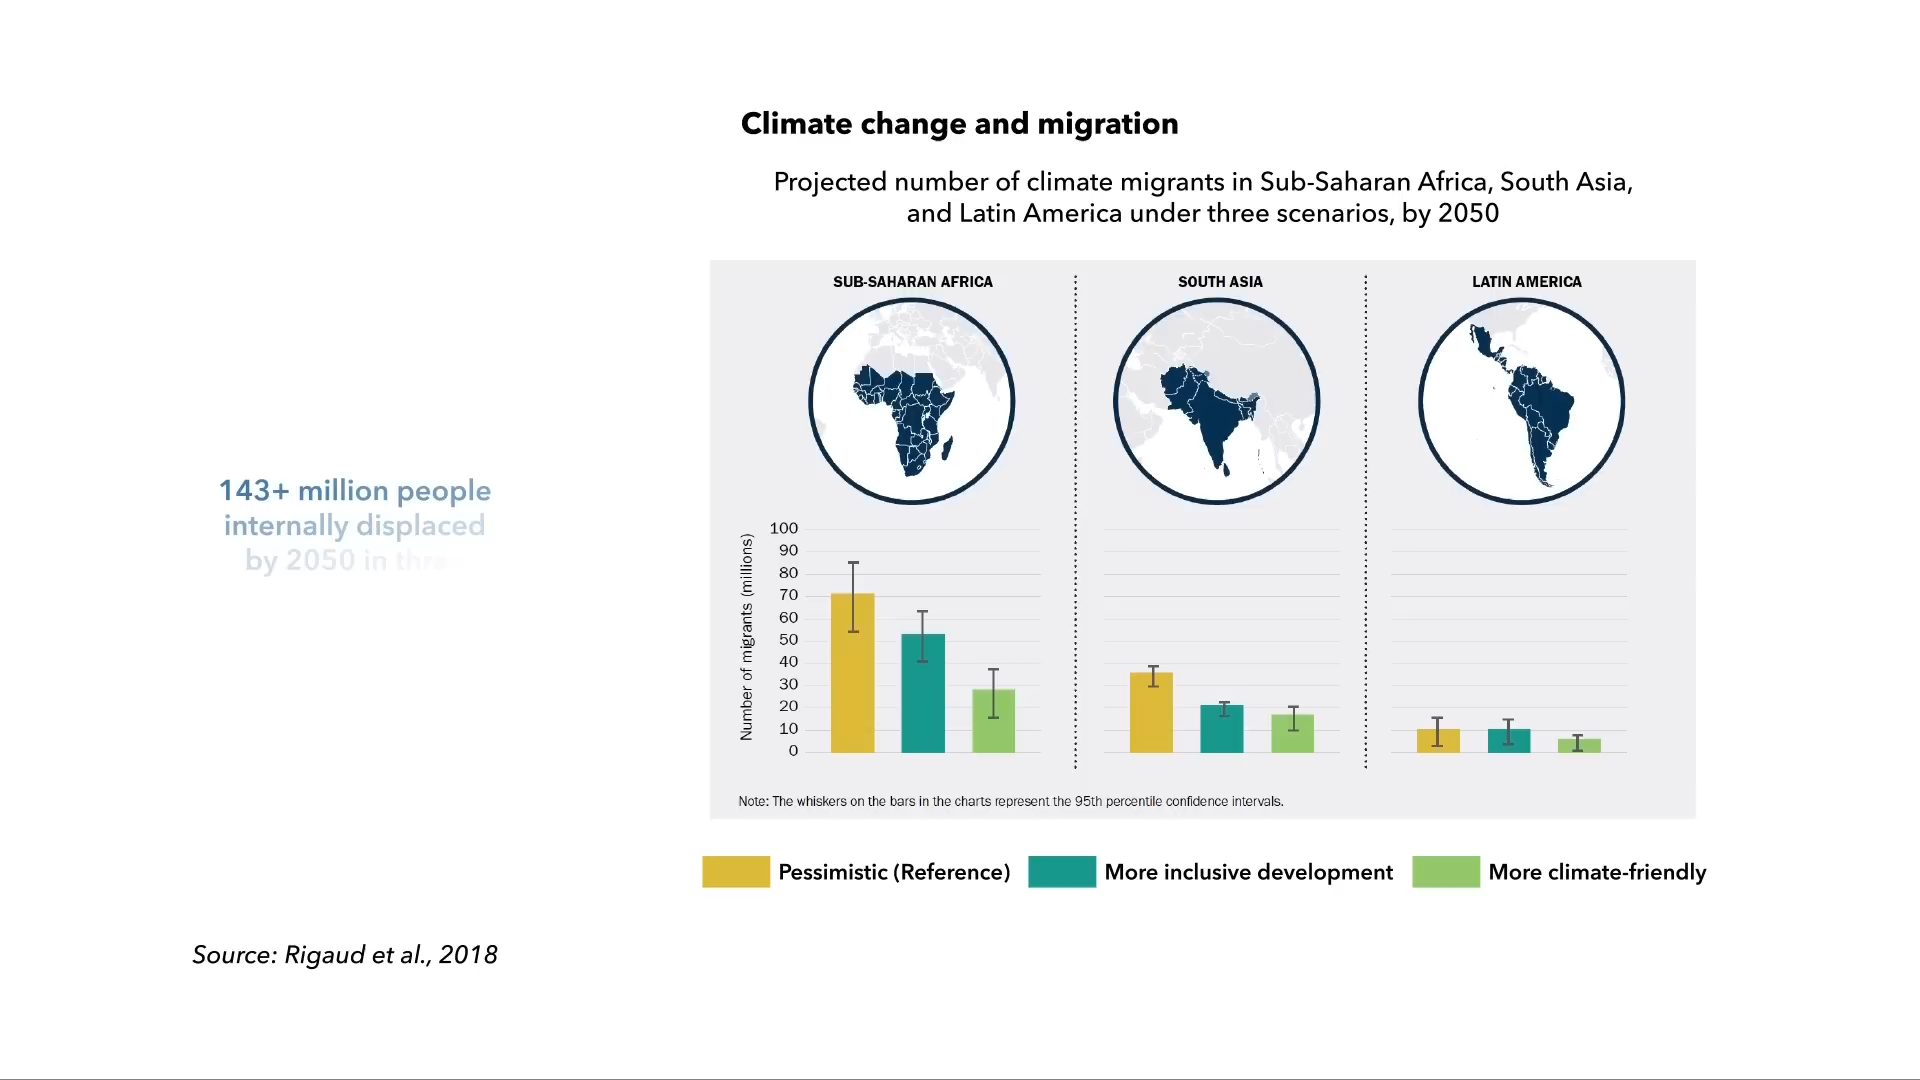 Climate change and migration
Projected number of climate migrants in Sub-Saharan Africa, South Asia,
and Latin America under three scenarios, by 2050
143+ million people
internally displaced
by 2050 in
SUB-SAHARAN AFRICA
SOUTH ASIA
LATIN AMERICA
Number of migrants (millions)
100
90
80
70
60
50
40
30
20
10
0
Note: The whiskers on the bars in the charts represent the 95th percentile confidence intervals.
Pessimistic (Reference)
More inclusive development
More climate-friendly
Source: Rigaud et al., 2018